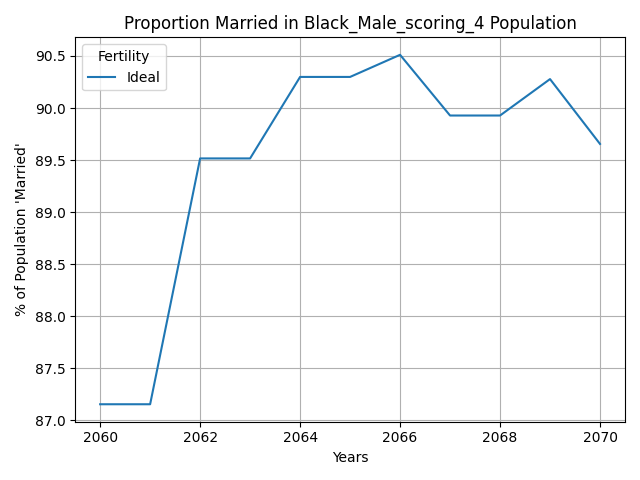 Proportion Married in Black_Male_scoring_4 Population
Fertility
Ideal
90.5
90.0
89.5
89.0
88.5
88.0
87.5
87.0
% of Population 'Married'
2060 2062 2064 2066 2068 2070
Years